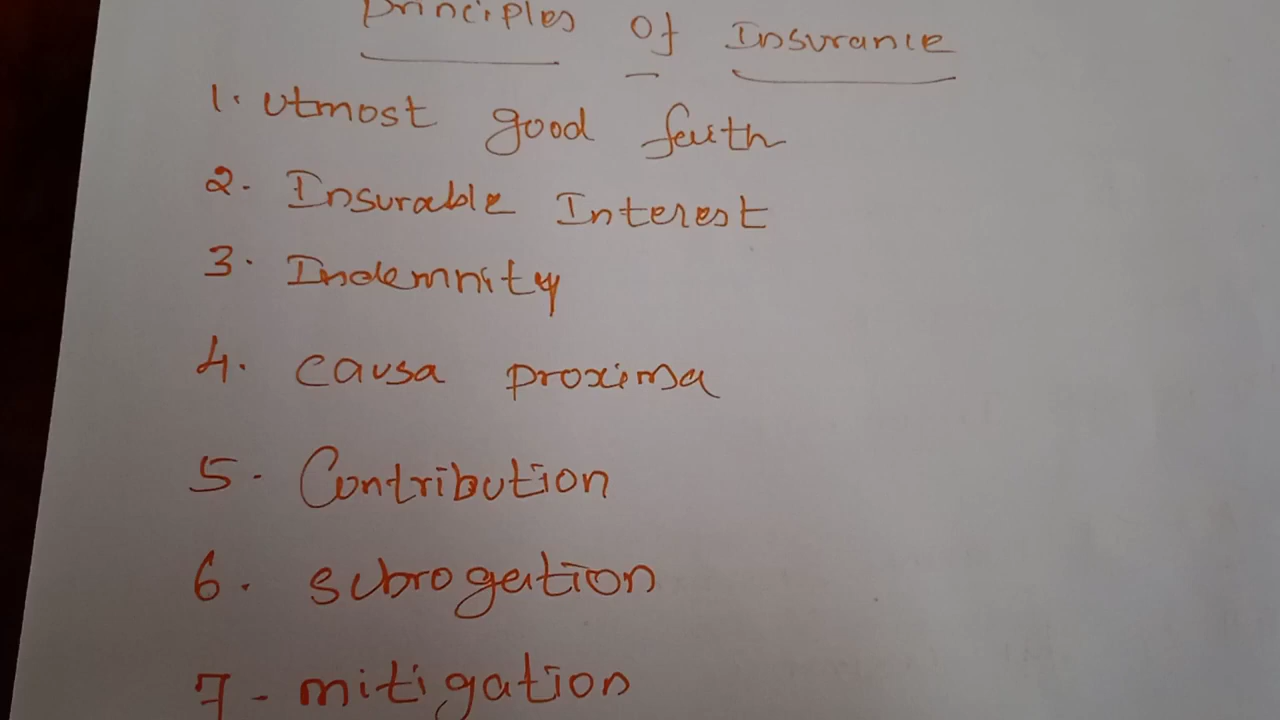 Principles of Insurance
1. Utmost good faith
2. Insurable Interest
3. Indemnity
4. causa proxima
5. Contribution
6. subrogation
7. mitigation